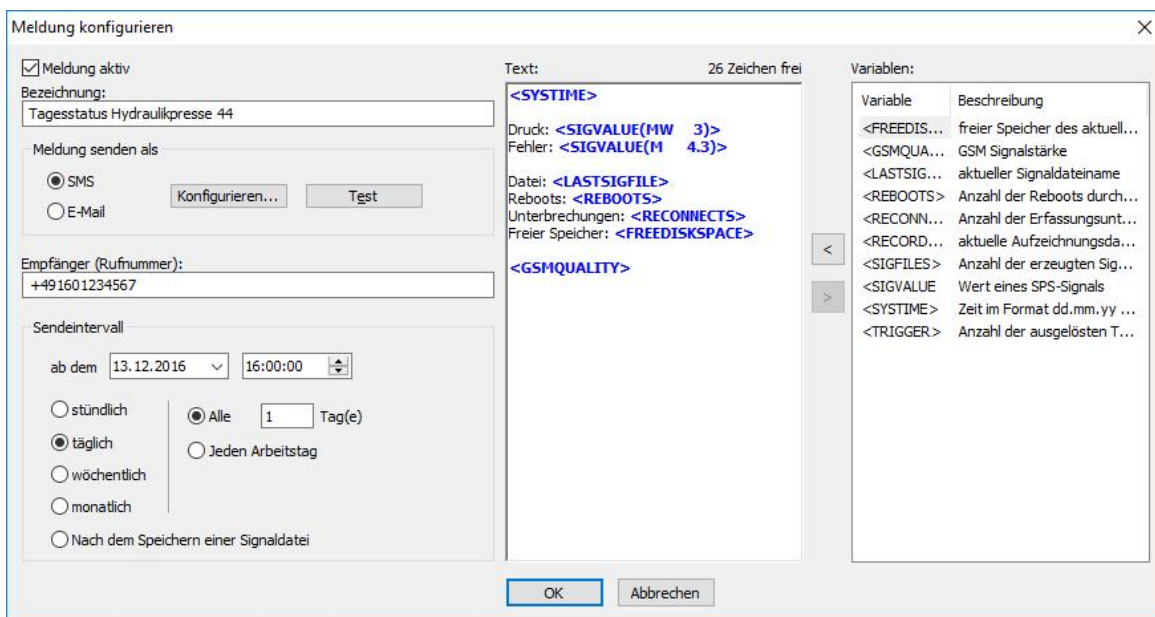 Meldung konfigurieren
Meldung aktiv
Bezeichnung:
Tagesstatus Hydraulikpresse 44
Meldung senden als
SMS
E-Mail
Konfigurieren...
Test
Empfänger (Rufnummer):
+491601234567
Sendeintervall
ab dem 13.12.2016 16:00:00
stündlich
täglich
wöchentlich
monatlich
Alle 1 Tag(e)
Jeden Arbeitstag
Nach dem Speichern einer Signaldatei
Text: 26 Zeichen frei
<SYSTIME>
Druck: <SIGVALUE(MW 3)>
Fehler: <SIGVALUE(M 4.3)>
Datei: <LASTSIGFILE>
Reboots: <REBOOTS>
Unterbrechungen: <RECONNECTS>
Freier Speicher: <FREEDISKSPACE>
<GSMQUALITY>
<
>
Variablen:
Variable Beschreibung
<FREEDIS... freier Speicher des aktuell...
<GSMQUA... GSM Signalstärke
<LASTSIG... aktueller Signaldateiname
<REBOOTS> Anzahl der Reboots durch...
<RECONN... Anzahl der Erfassungsunt...
<RECORD... aktuelle Aufzeichnungsda...
<SIGFILES> Anzahl der erzeugten Sig...
<SIGVALUE Wert eines SPS-Signals
<SYSTIME> Zeit im Format dd.mm.yy ...
<TRIGGER> Anzahl der ausgelösten T...
OK
Abbrechen